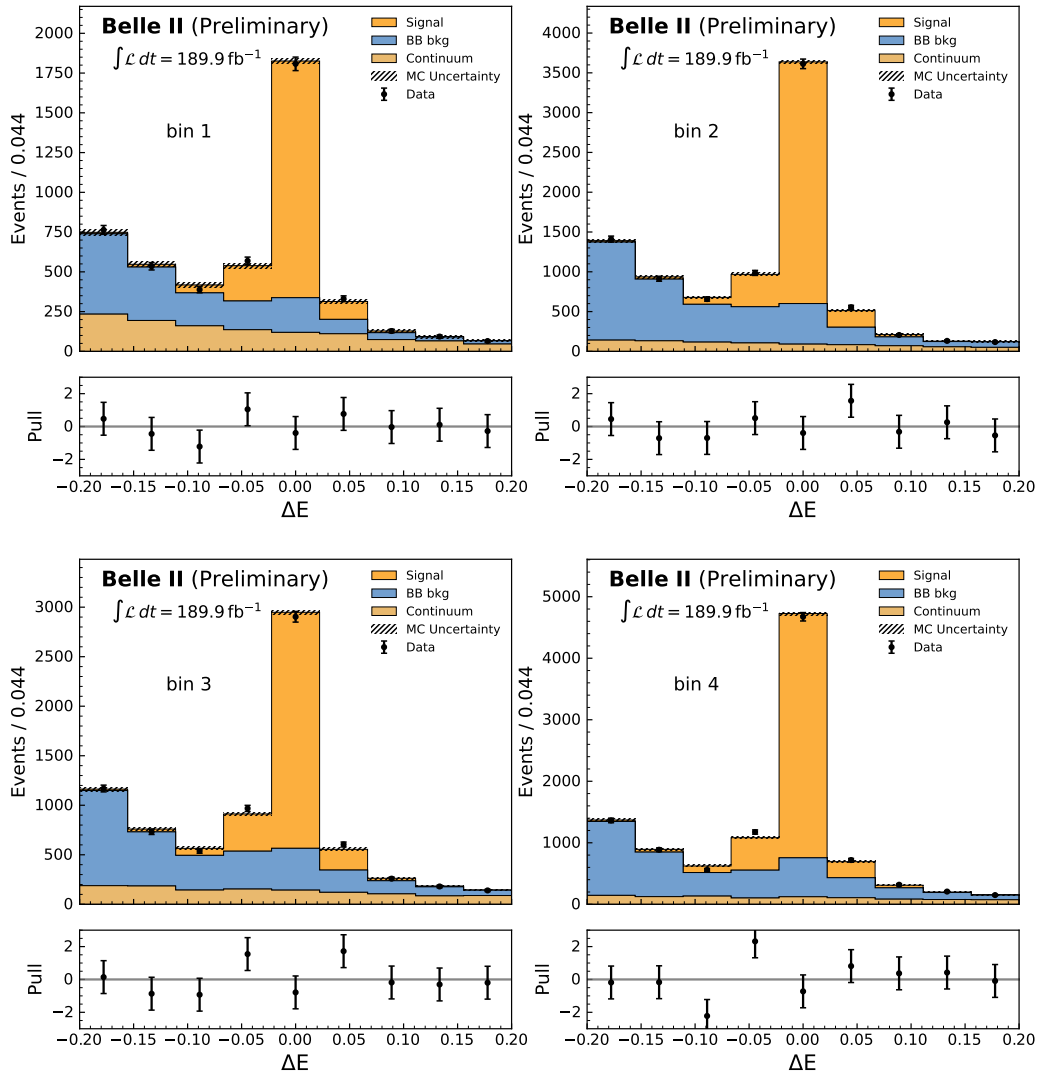 Belle II (Preliminary)
∫ℒ dt = 189.9 fb⁻¹
Signal
BB bkg
Continuum
MC Uncertainty
Data
bin 1
Events / 0.044
2000
1750
1500
1250
1000
750
500
250
0
Pull
2
0
−2
−0.20 −0.15 −0.10 −0.05 0.00 0.05 0.10 0.15 0.20
ΔE
Belle II (Preliminary)
∫ℒ dt = 189.9 fb⁻¹
Signal
BB bkg
Continuum
MC Uncertainty
Data
bin 2
Events / 0.044
4000
3500
3000
2500
2000
1500
1000
500
0
Pull
2
0
−2
−0.20 −0.15 −0.10 −0.05 0.00 0.05 0.10 0.15 0.20
ΔE
Belle II (Preliminary)
∫ℒ dt = 189.9 fb⁻¹
Signal
BB bkg
Continuum
MC Uncertainty
Data
bin 3
Events / 0.044
3000
2500
2000
1500
1000
500
0
Pull
2
0
−2
−0.20 −0.15 −0.10 −0.05 0.00 0.05 0.10 0.15 0.20
ΔE
Belle II (Preliminary)
∫ℒ dt = 189.9 fb⁻¹
Signal
BB bkg
Continuum
MC Uncertainty
Data
bin 4
Events / 0.044
5000
4000
3000
2000
1000
0
Pull
2
0
−2
−0.20 −0.15 −0.10 −0.05 0.00 0.05 0.10 0.15 0.20
ΔE